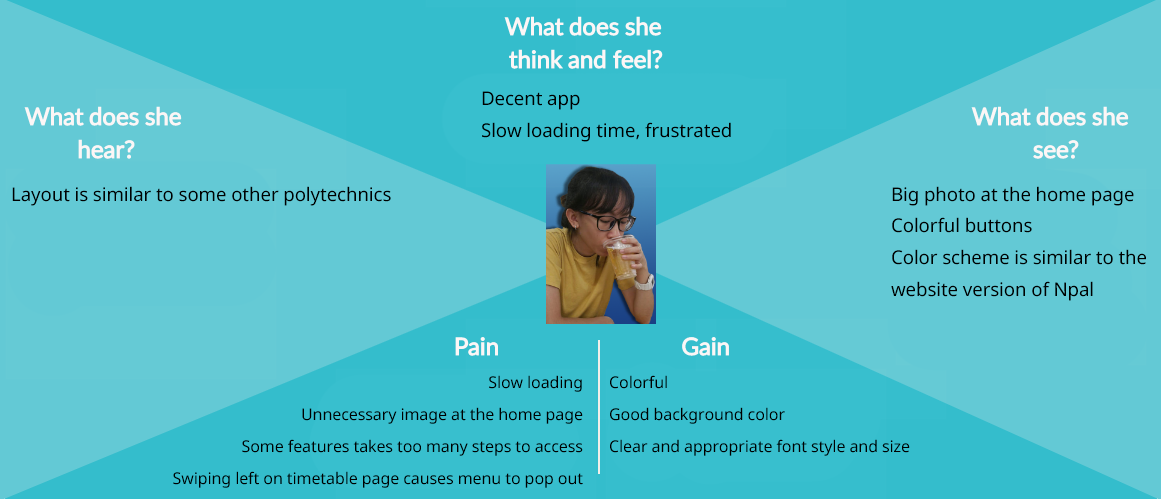 What does she
think and feel?
Decent app
Slow loading time, frustrated
What does she
hear?
Layout is similar to some other polytechnics
What does she
see?
Big photo at the home page
Colorful buttons
Color scheme is similar to the
website version of Npal
Pain
Slow loading
Unnecessary image at the home page
Some features takes too many steps to access
Swiping left on timetable page causes menu to pop out
Gain
Colorful
Good background color
Clear and appropriate font style and size